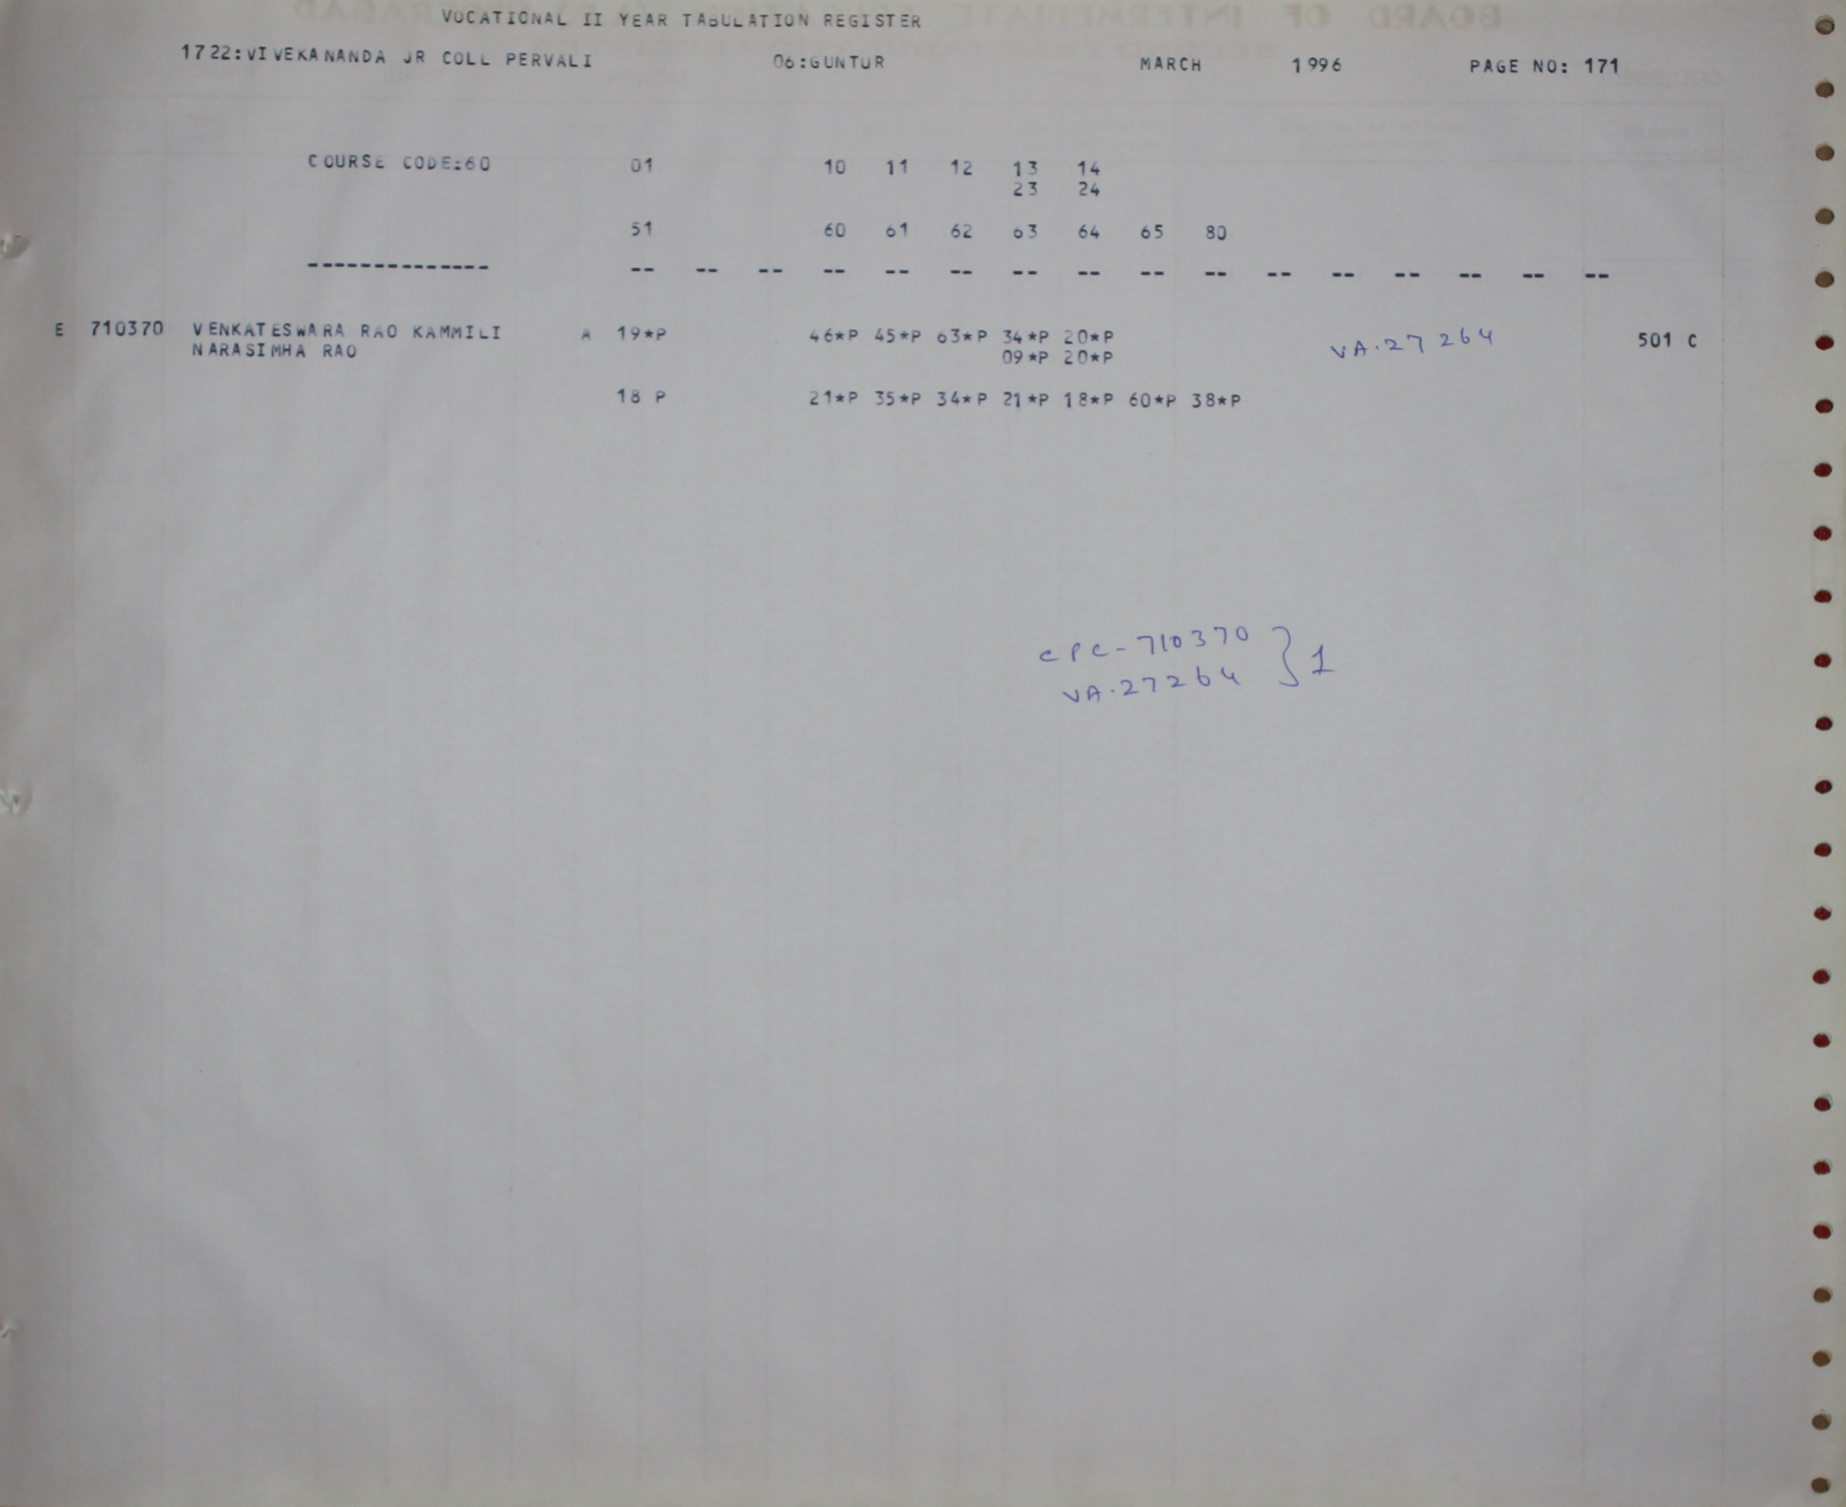 VOCATIONAL II YEAR TABULATION REGISTER
1722:VIVEKANANDA JR COLL PERVALI 06:GUNTUR MARCH 1996 PAGE NO: 171
COURSE CODE:60 01 10 11 12 13 14
23 24
51 60 61 62 63 64 65 80
-------------- -- -- -- -- -- -- -- -- -- -- -- -- -- -- -- --
E 710370 VENKATESWARA RAO KAMMILI A 19*P 46*P 45*P 63*P 34*P 20*P VA.27264 501 C
NARASIMHA RAO 09*P 20*P
18 P 21*P 35*P 34*P 21*P 18*P 60*P 38*P
CPC-710370
VA.27264 } 1